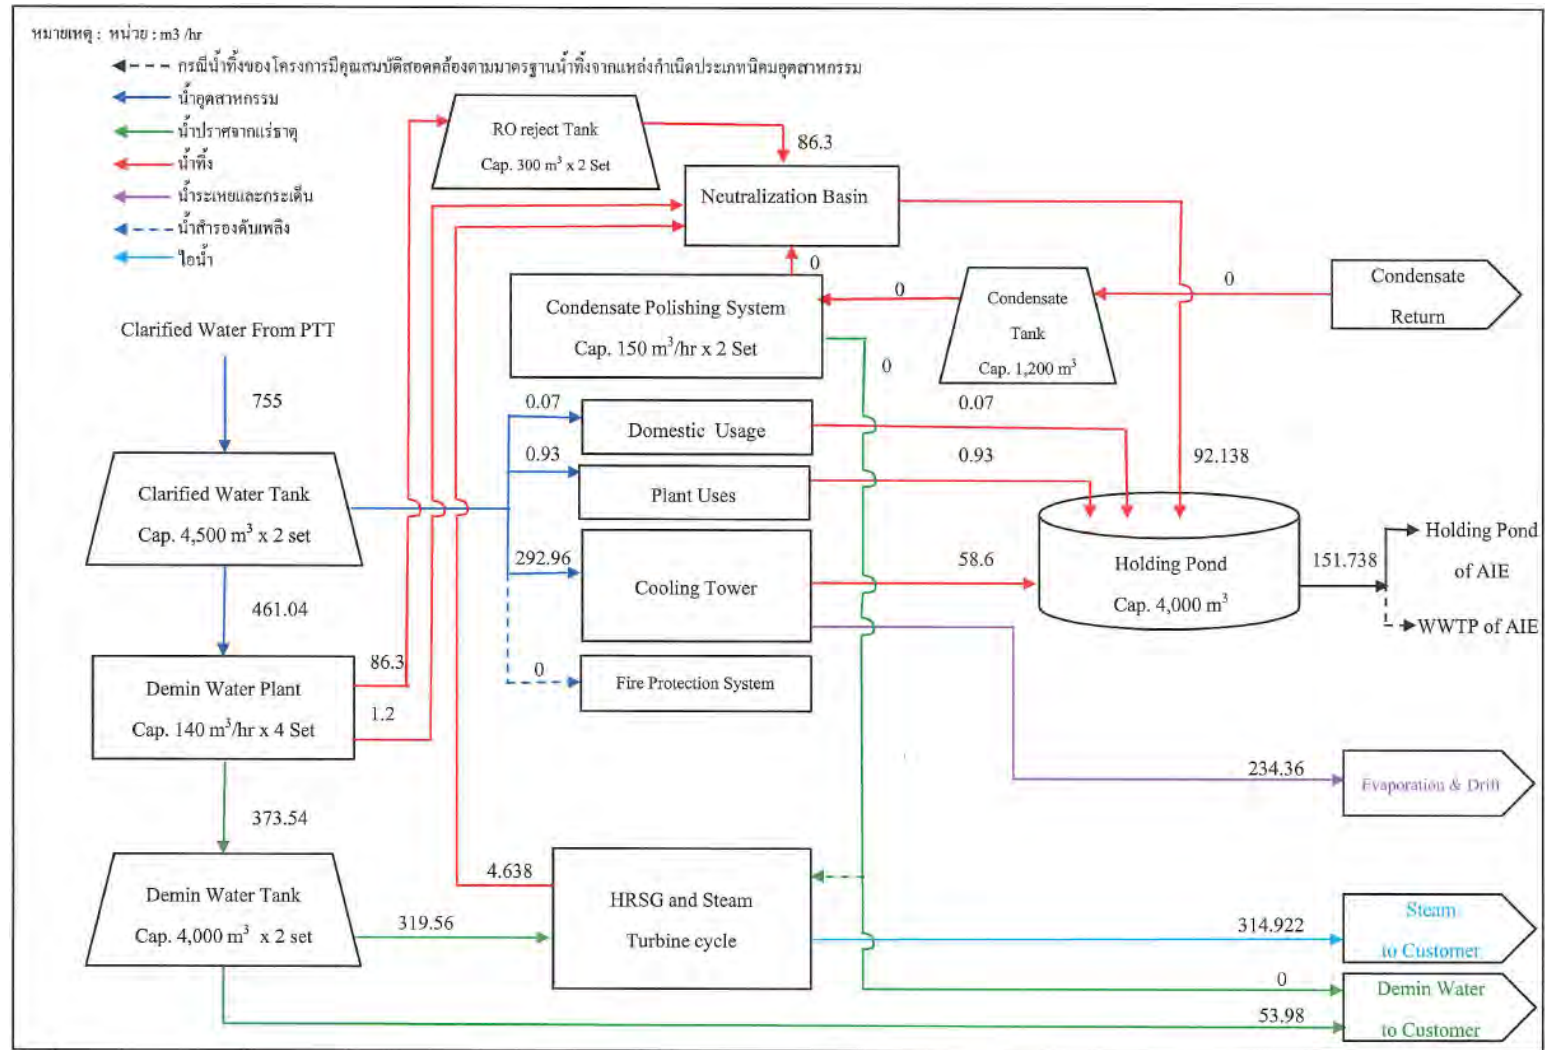 หมายเหตุ : หน่วย : m3 /hr
กรณีน้ำทิ้งของโครงการมีคุณสมบัติสอดคล้องตามมาตรฐานน้ำทิ้งจากแหล่งกำเนิดประเภทนิคมอุตสาหกรรม
น้ำอุตสาหกรรม
น้ำปราศจากแร่ธาตุ
น้ำทิ้ง
น้ำระเหยและกระเด็น
น้ำสำรองดับเพลิง
ไอน้ำ
RO reject Tank
Cap. 300 m³ x 2 Set
86.3
Neutralization Basin
0
Condensate
Return
0
Condensate
Tank
Cap. 1,200 m³
0
Condensate Polishing System
Cap. 150 m³/hr x 2 Set
0
Clarified Water From PTT
755
Clarified Water Tank
Cap. 4,500 m³ x 2 set
0.07
Domestic Usage
0.07
0.93
Plant Uses
0.93
92.138
292.96
Cooling Tower
58.6
Holding Pond
Cap. 4,000 m³
151.738
Holding Pond
of AIE
WWTP of AIE
461.04
0
Fire Protection System
Demin Water Plant
Cap. 140 m³/hr x 4 Set
86.3
1.2
234.36
Evaporation & Drift
373.54
Demin Water Tank
Cap. 4,000 m³ x 2 set
319.56
4.638
HRSG and Steam
Turbine cycle
314.922
Steam
to Customer
0
53.98
Demin Water
to Customer